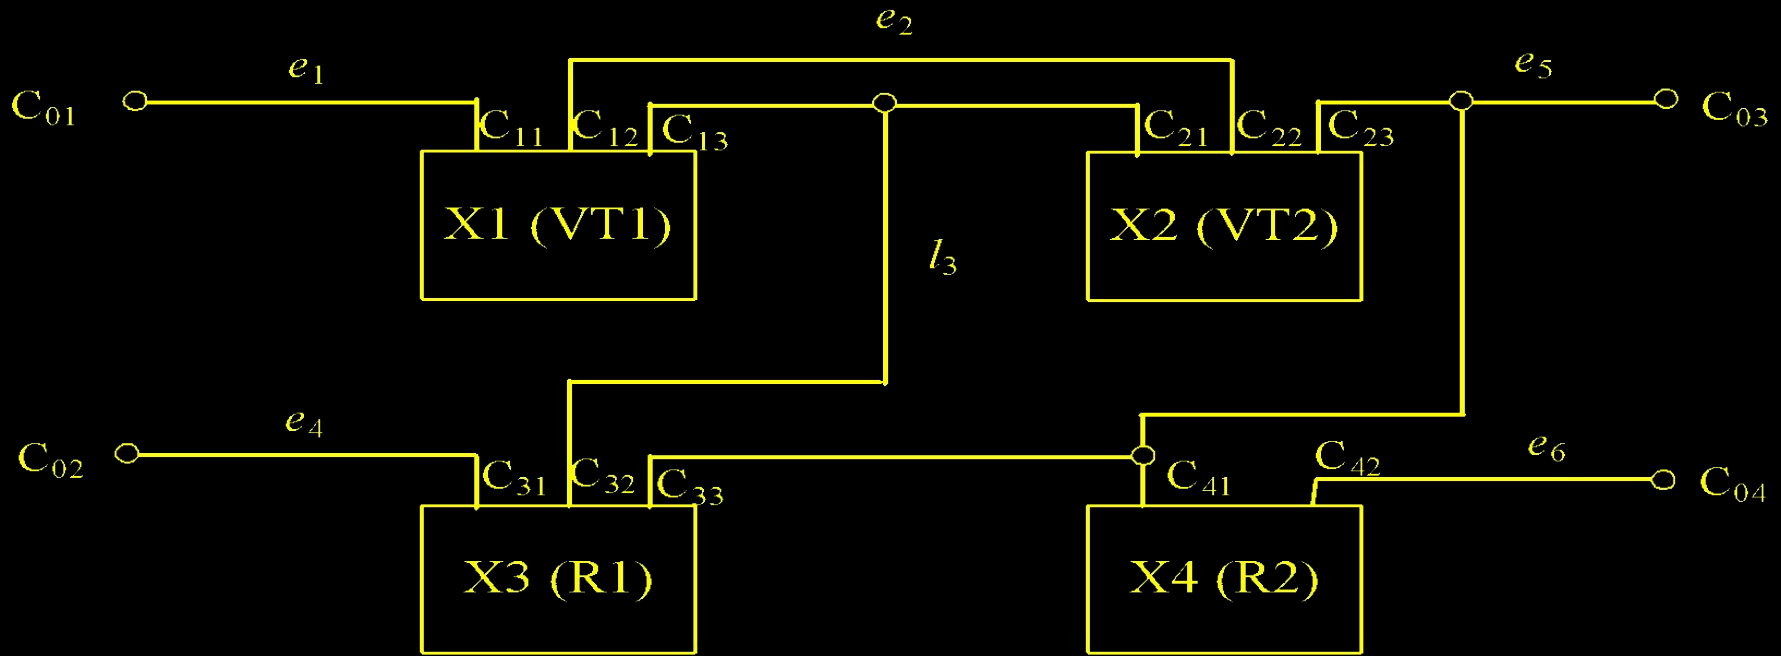 e2
e1
e5
C01
C03
C11 C12 C13
C21 C22 C23
X1 (VT1)
X2 (VT2)
l3
e4
e6
C02
C04
C31 C32 C33
C41 C42
X3 (R1)
X4 (R2)